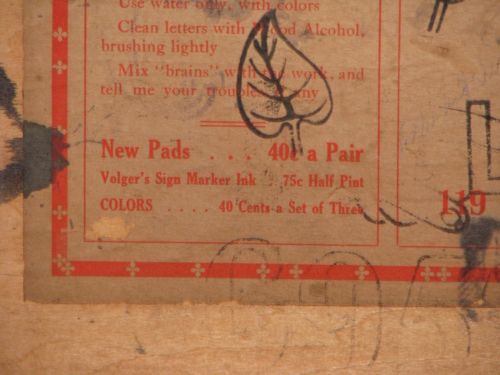 Use water only, with colors
Clean letters with Wood Alcohol,
brushing lightly
Mix "brains" with the work, and
tell me your troubles if any
New Pads . . . 40c a Pair
Volger's Sign Marker Ink . 75c Half Pint
COLORS . . . . 40 Cents a Set of Three
119